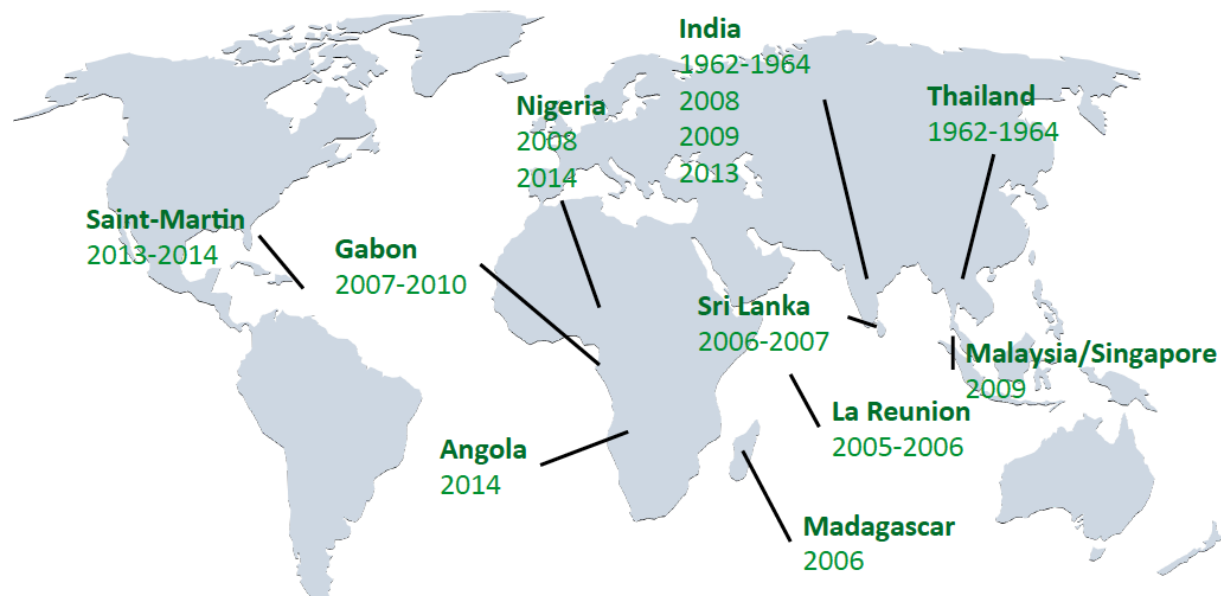 India
1962-1964
2008
2009
2013
Nigeria
2008
2014
Thailand
1962-1964
Saint-Martin
2013-2014
Gabon
2007-2010
Sri Lanka
2006-2007
Malaysia/Singapore
2009
La Reunion
2005-2006
Angola
2014
Madagascar
2006